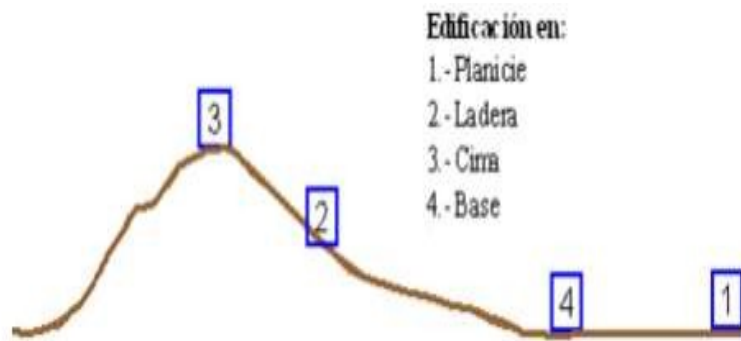 Edificación en:
1.-Planicie
2.-Ladera
3.-Cima
4.-Base
3
2
4
1